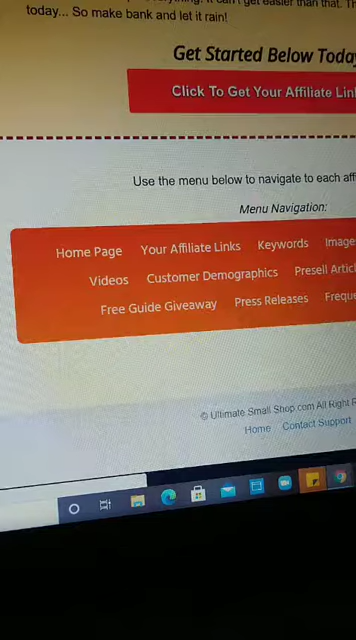 today... So make bank and let it rain!
Get Started Below Today
Click To Get Your Affiliate Lin
Use the menu below to navigate to each aff
Menu Navigation:
Home Page Your Affiliate Links Keywords Image
Videos Customer Demographics Presell Artic
Free Guide Giveaway Press Releases Freque
© Ultimate Small Shop.com All Right
Home Contact Support